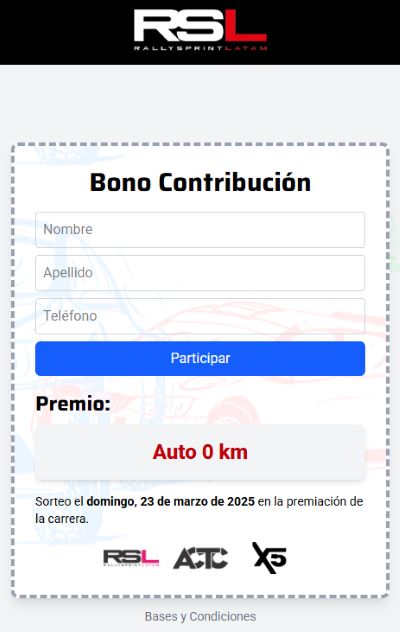 RSL
RALLYSPRINTLATAM
Bono Contribución
Nombre
Apellido
Teléfono
Participar
Premio:
Auto 0 km
Sorteo el domingo, 23 de marzo de 2025 en la premiación de
la carrera.
RSL ACTC X5
RALLYSPRINTLATAM
Bases y Condiciones